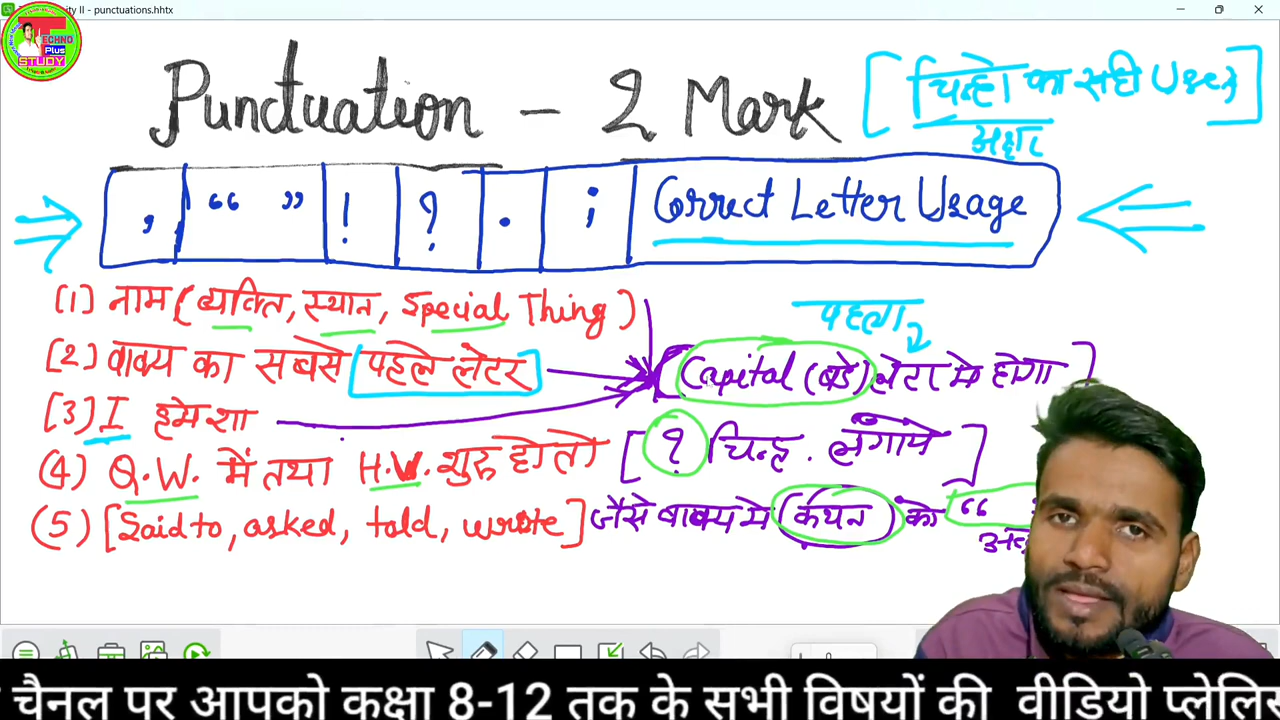 ity II - punctuations.hhtx
TECHNO Plus STUDY
Punctuation - 2 Mark [चिन्हो का सही Use]
, “ ” ! ? . ; Correct Letter Usage
(1) नाम (व्यक्ति, स्थान, Special Thing)
पहला
(2) वाक्य का सबसे पहले लेटर [Capital (बडे) लेटर मे होगा]
(3) I हमेशा
(4) Q.W. में तथा H.V. शुरु हो तो [? चिन्ह . लगाये]
(5) [Said to, asked, told, wrote] जैसे वाक्य मे (कथन) को “
चैनल पर आपको कक्षा 8-12 तक के सभी विषयों की वीडियो प्लेलिस